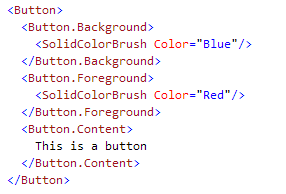 <Button>
  <Button.Background>
    <SolidColorBrush Color="Blue"/>
  </Button.Background>
  <Button.Foreground>
    <SolidColorBrush Color="Red"/>
  </Button.Foreground>
  <Button.Content>
    This is a button
  </Button.Content>
</Button>